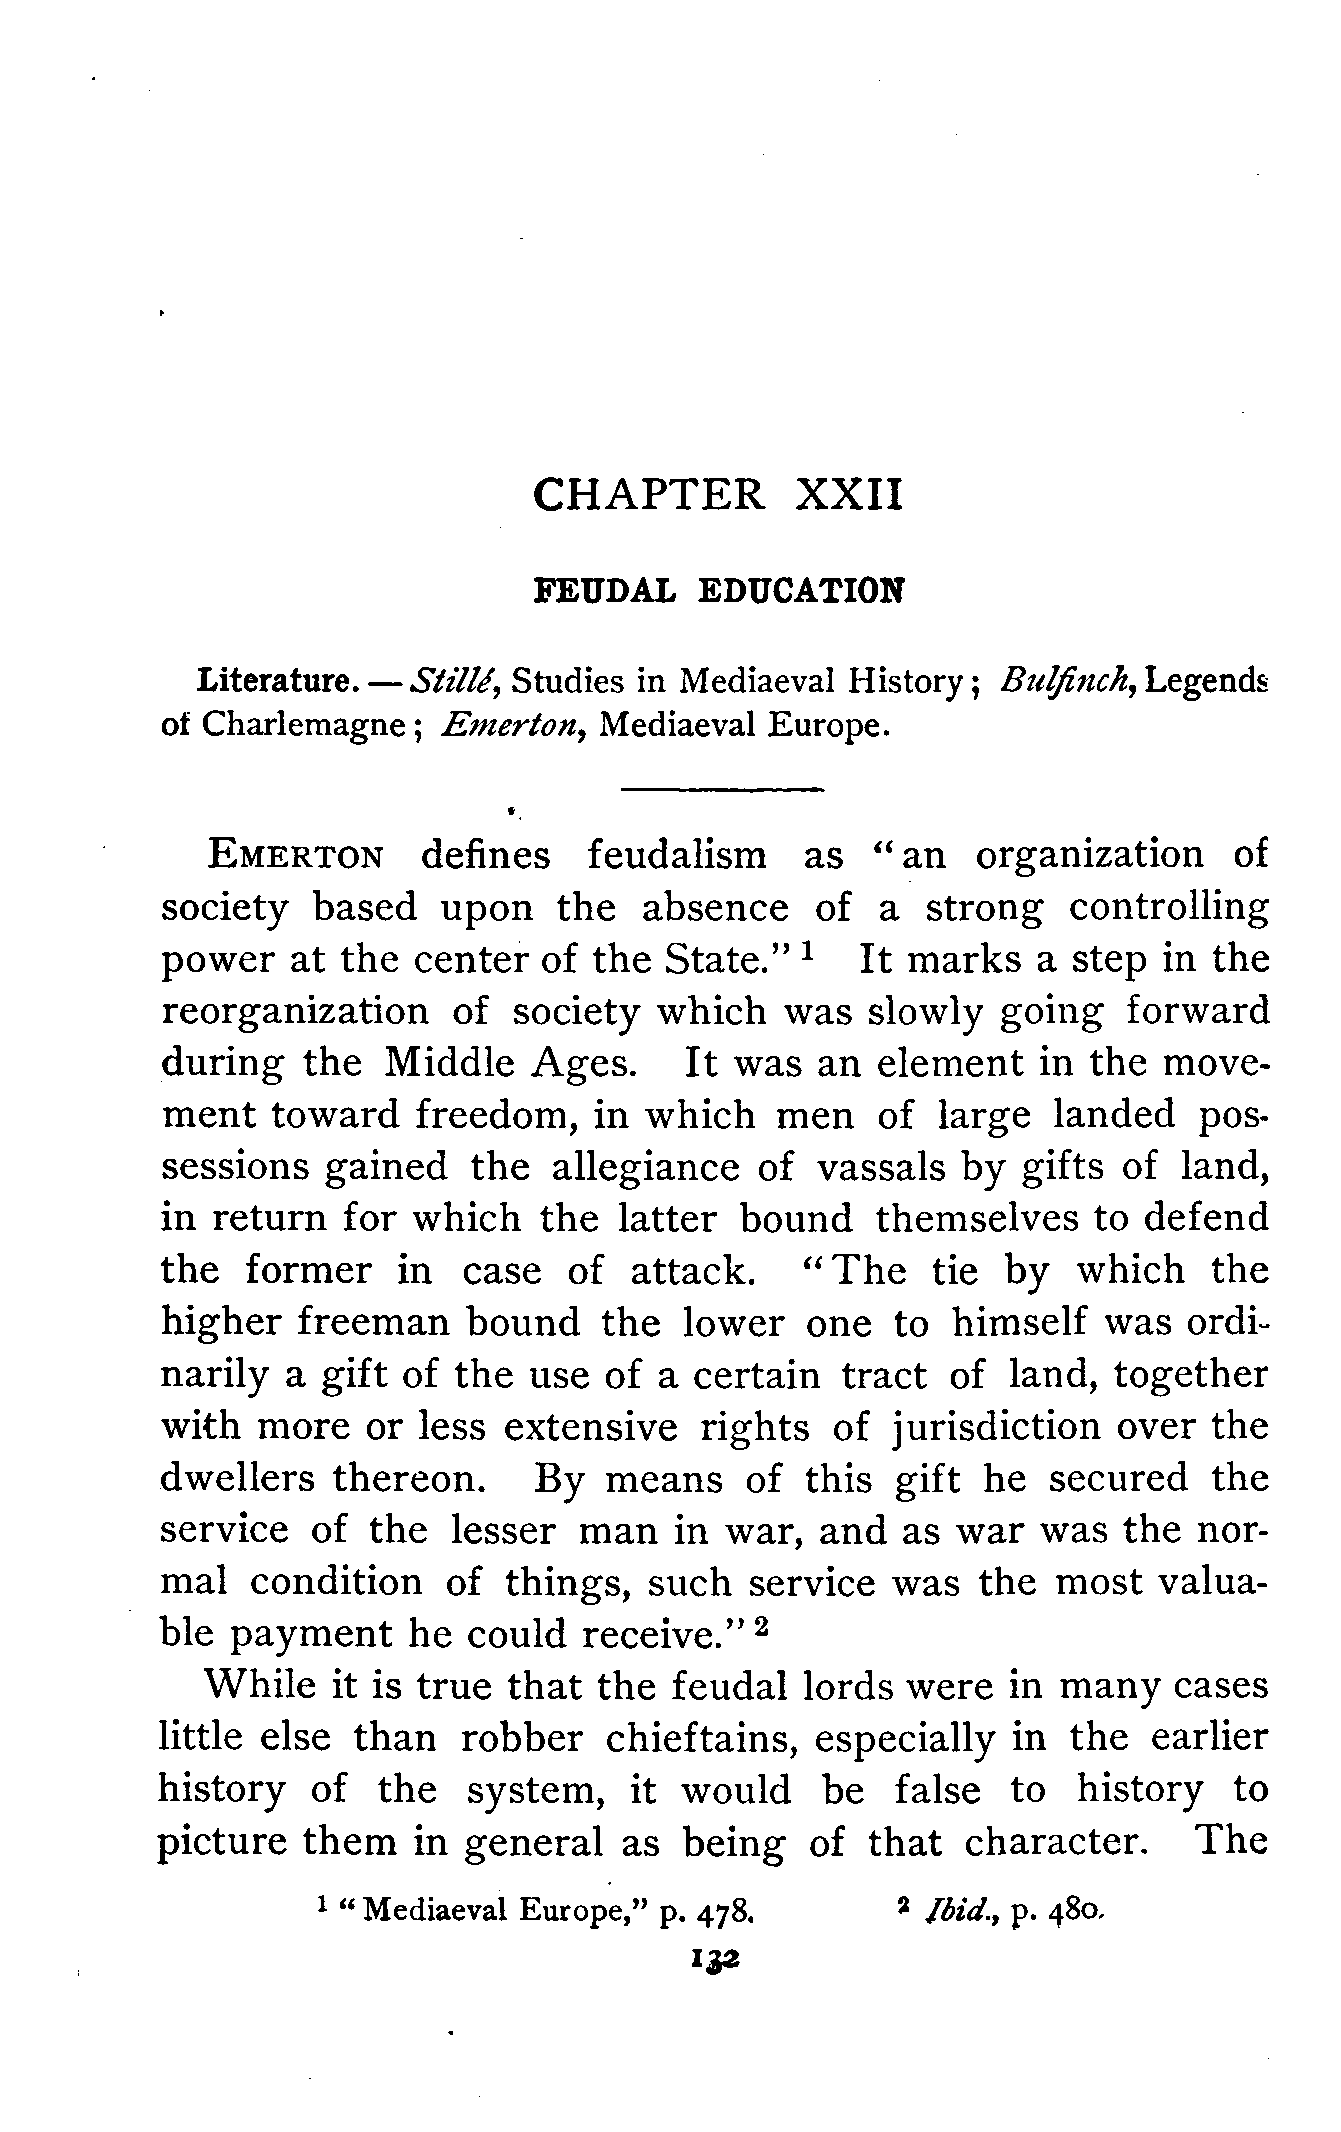 CHAPTER XXII
FEUDAL EDUCATION
Literature. — Stillé, Studies in Mediaeval History; Bulfinch, Legends
of Charlemagne; Emerton, Mediaeval Europe.
EMERTON defines feudalism as “an organization of
society based upon the absence of a strong controlling
power at the center of the State.” 1 It marks a step in the
reorganization of society which was slowly going forward
during the Middle Ages. It was an element in the move-
ment toward freedom, in which men of large landed pos-
sessions gained the allegiance of vassals by gifts of land,
in return for which the latter bound themselves to defend
the former in case of attack. “The tie by which the
higher freeman bound the lower one to himself was ordi-
narily a gift of the use of a certain tract of land, together
with more or less extensive rights of jurisdiction over the
dwellers thereon. By means of this gift he secured the
service of the lesser man in war, and as war was the nor-
mal condition of things, such service was the most valua-
ble payment he could receive.” 2
While it is true that the feudal lords were in many cases
little else than robber chieftains, especially in the earlier
history of the system, it would be false to history to
picture them in general as being of that character. The
1 “Mediaeval Europe,” p. 478. 2 Ibid., p. 480.
132